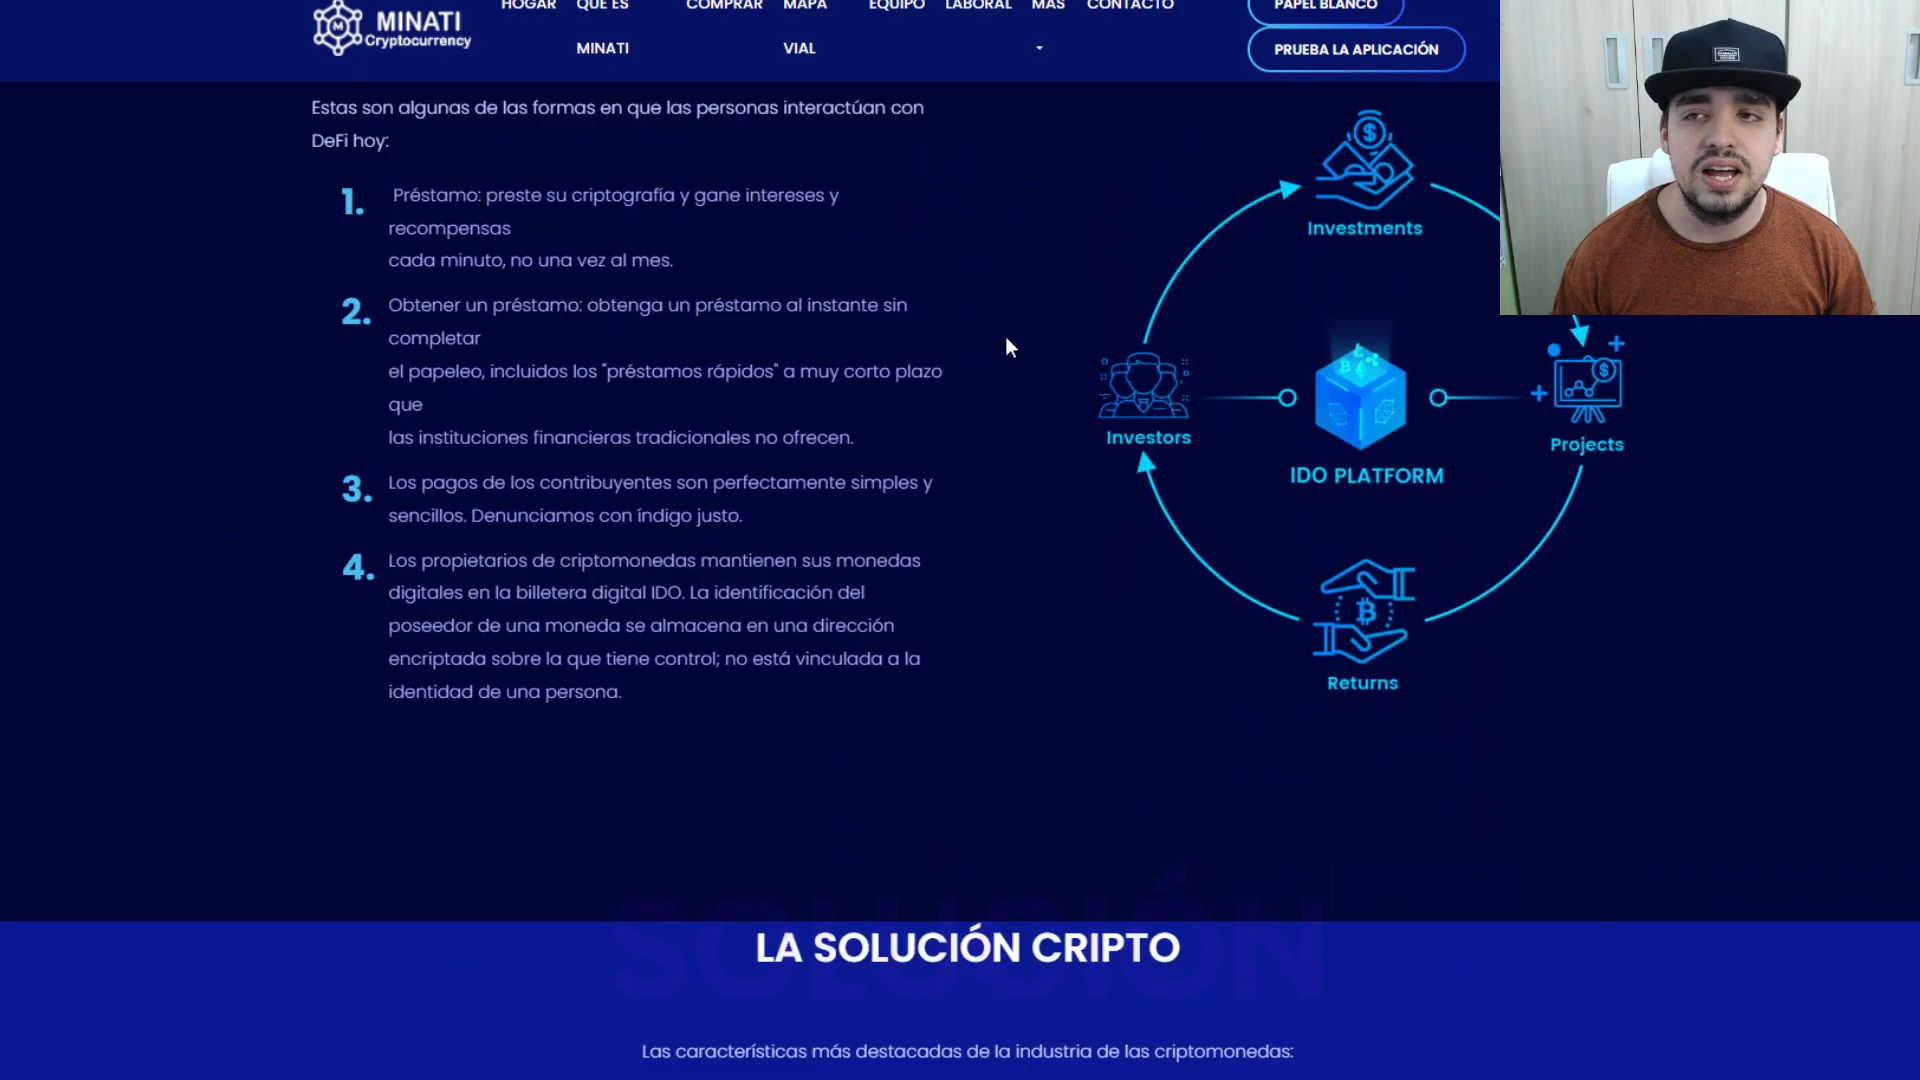 HOGAR QUÉ ES COMPRAR MAPA EQUIPO LABORAL MÁS CONTACTO PAPEL BLANCO
MINATI
Cryptocurrency
MINATI VIAL PRUEBA LA APLICACIÓN
Estas son algunas de las formas en que las personas interactúan con
DeFi hoy:
1. Préstamo: preste su criptografía y gane intereses y
recompensas
cada minuto, no una vez al mes.
2. Obtener un préstamo: obtenga un préstamo al instante sin
completar
el papeleo, incluidos los "préstamos rápidos" a muy corto plazo
que
las instituciones financieras tradicionales no ofrecen.
3. Los pagos de los contribuyentes son perfectamente simples y
sencillos. Denunciamos con índigo justo.
4. Los propietarios de criptomonedas mantienen sus monedas
digitales en la billetera digital IDO. La identificación del
poseedor de una moneda se almacena en una dirección
encriptada sobre la que tiene control; no está vinculada a la
identidad de una persona.
Investments
Investors
IDO PLATFORM
Projects
Returns
SOLUCIÓN
LA SOLUCIÓN CRIPTO
Las características más destacadas de la industria de las criptomonedas: